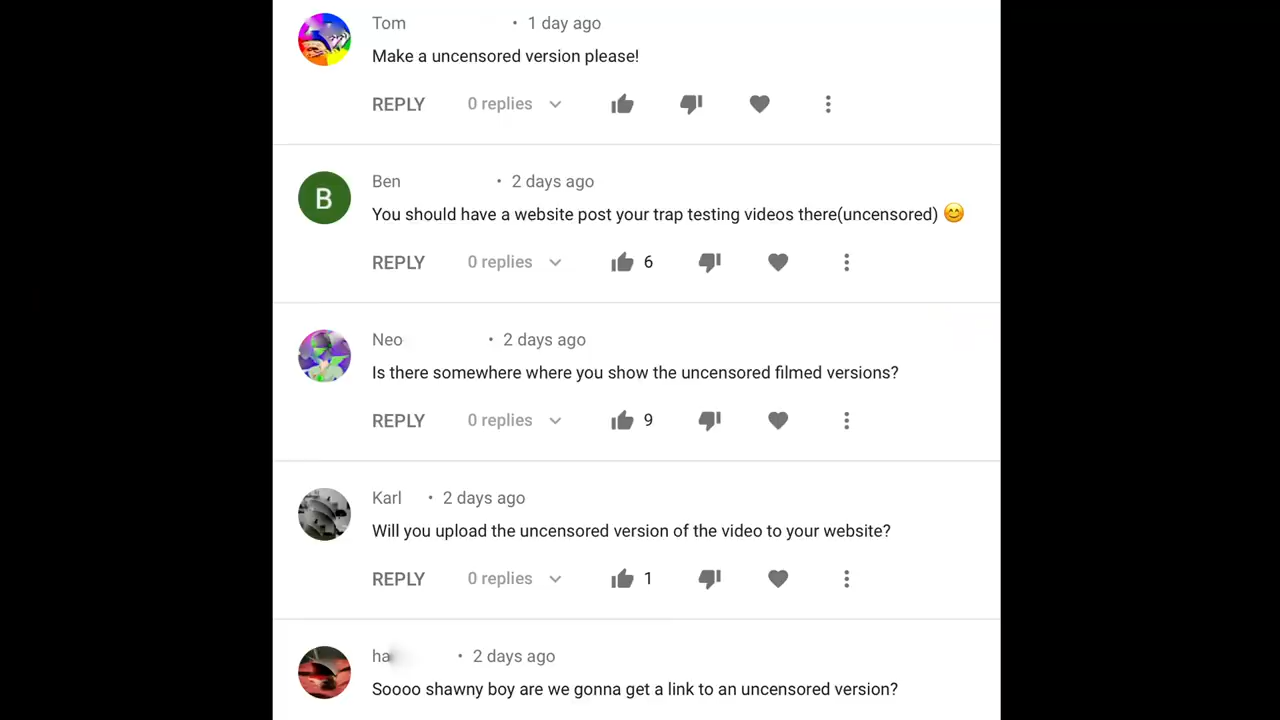 Tom • 1 day ago
Make a uncensored version please!
REPLY 0 replies
B
Ben • 2 days ago
You should have a website post your trap testing videos there(uncensored) 😊
REPLY 0 replies 6
Neo • 2 days ago
Is there somewhere where you show the uncensored filmed versions?
REPLY 0 replies 9
Karl • 2 days ago
Will you upload the uncensored version of the video to your website?
REPLY 0 replies 1
ha • 2 days ago
Soooo shawny boy are we gonna get a link to an uncensored version?